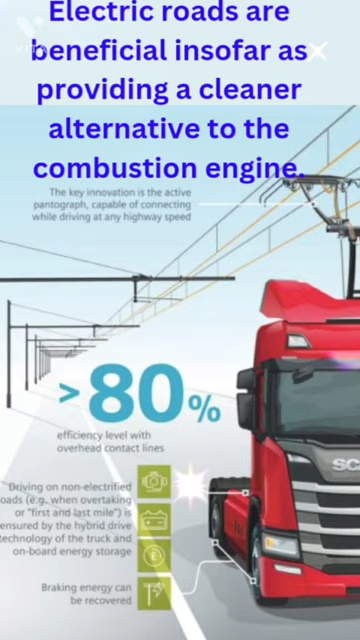 Electric roads are
beneficial insofar as
providing a cleaner
alternative to the
combustion engine.
The key innovation is the active
pantograph, capable of connecting
while driving at any highway speed
>80%
efficiency level with
overhead contact lines
Driving on non-electrified
oads (e.g. when overtaking
or "first and last mile") is
ensured by the hybrid drive
technology of the truck and
on-board energy storage
Braking energy can
be recovered
SC